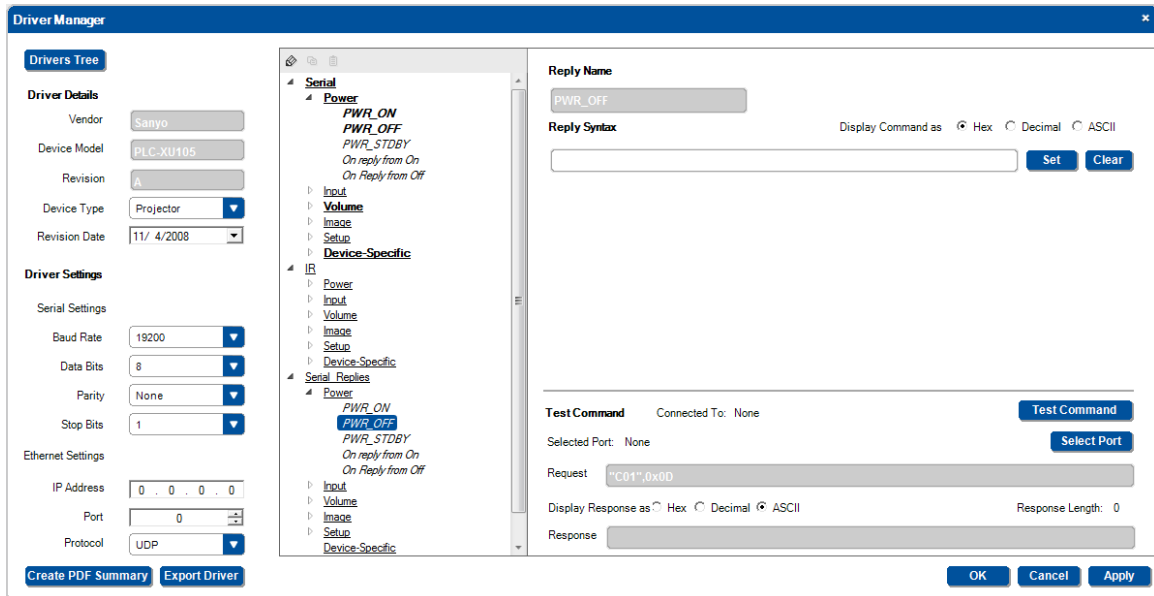 Driver Manager
Drivers Tree
Driver Details
Vendor Sanyo
Device Model PLC-XU105
Revision A
Device Type Projector
Revision Date 11/ 4/2008
Driver Settings
Serial Settings
Baud Rate 19200
Data Bits 8
Parity None
Stop Bits 1
Ethernet Settings
IP Address 0 . 0 . 0 . 0
Port 0
Protocol UDP
Create PDF Summary Export Driver
Serial
Power
PWR_ON
PWR_OFF
PWR_STDBY
On reply from On
On Reply from Off
Input
Volume
Image
Setup
Device-Specific
IR
Power
Input
Volume
Image
Setup
Device-Specific
Serial Replies
Power
PWR_ON
PWR_OFF
PWR_STDBY
On reply from On
On Reply from Off
Input
Volume
Image
Setup
Device-Specific
Reply Name
PWR_OFF
Reply Syntax Display Command as Hex Decimal ASCII
Set Clear
Test Command Connected To: None Test Command
Selected Port: None Select Port
Request "C01",0x0D
Display Response as Hex Decimal ASCII Response Length: 0
Response
OK Cancel Apply